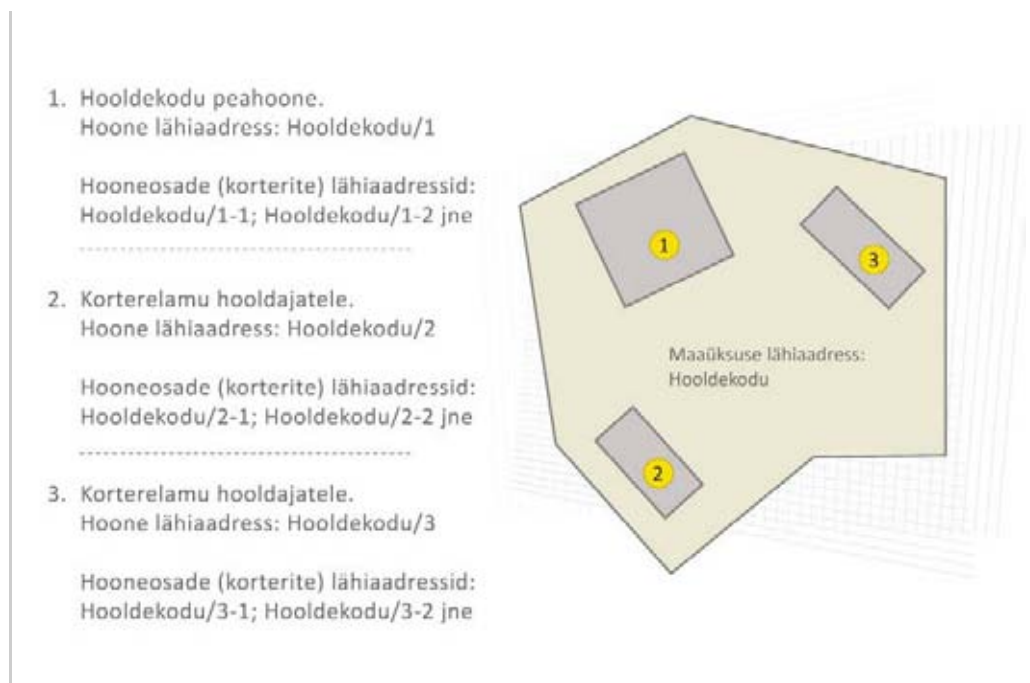 1. Hooldekodu peahoone.
Hoone lähiaadress: Hooldekodu/1
Hooneosade (korterite) lähiaadressid:
Hooldekodu/1-1; Hooldekodu/1-2 jne
2. Korterelamu hooldajatele.
Hoone lähiaadress: Hooldekodu/2
Hooneosade (korterite) lähiaadressid:
Hooldekodu/2-1; Hooldekodu/2-2 jne
3. Korterelamu hooldajatele.
Hoone lähiaadress: Hooldekodu/3
Hooneosade (korterite) lähiaadressid:
Hooldekodu/3-1; Hooldekodu/3-2 jne
1
3
Maaüksuse lähiaadress:
Hooldekodu
2